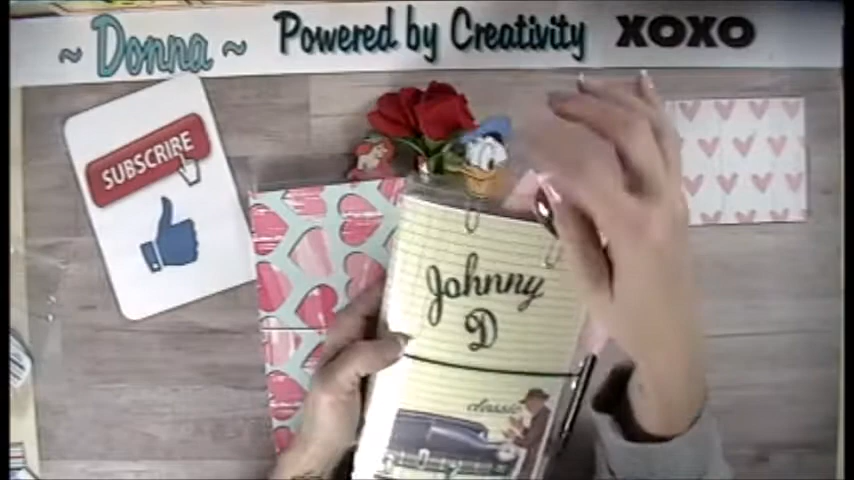 ~ Donna ~ Powered by Creativity XOXO
SUBSCRIBE
Johnny
D
classic